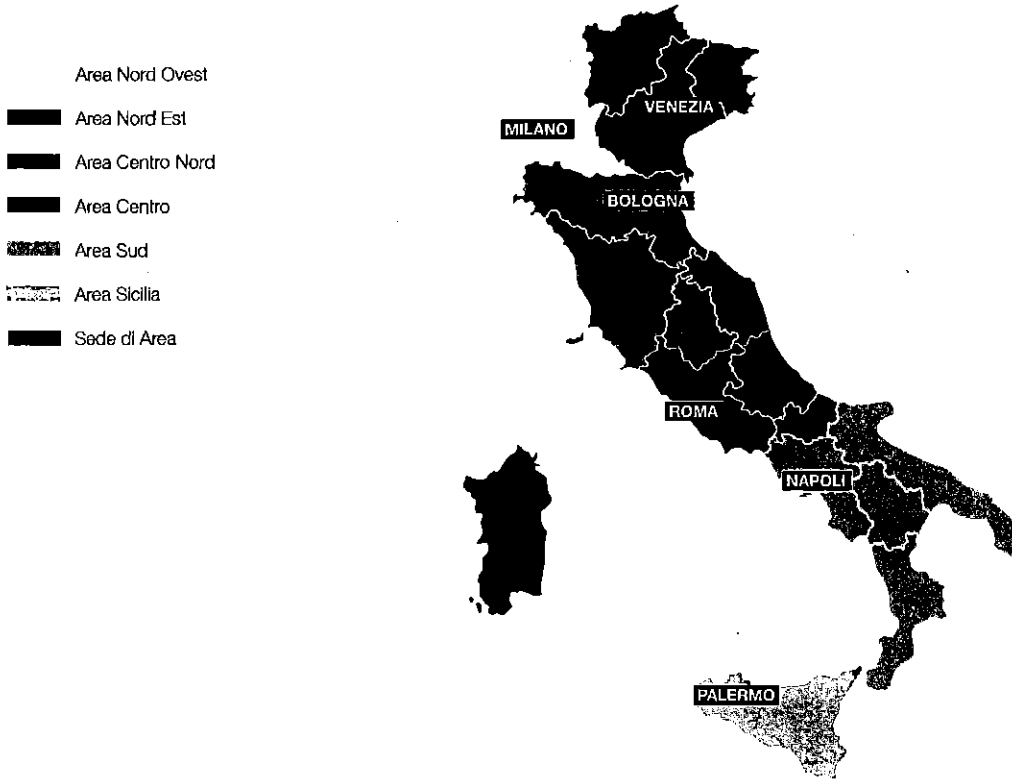 Area Nord Ovest
Area Nord Est
Area Centro Nord
Area Centro
Area Sud
Area Sicilia
Sede di Area
VENEZIA
MILANO
BOLOGNA
ROMA
NAPOLI
PALERMO